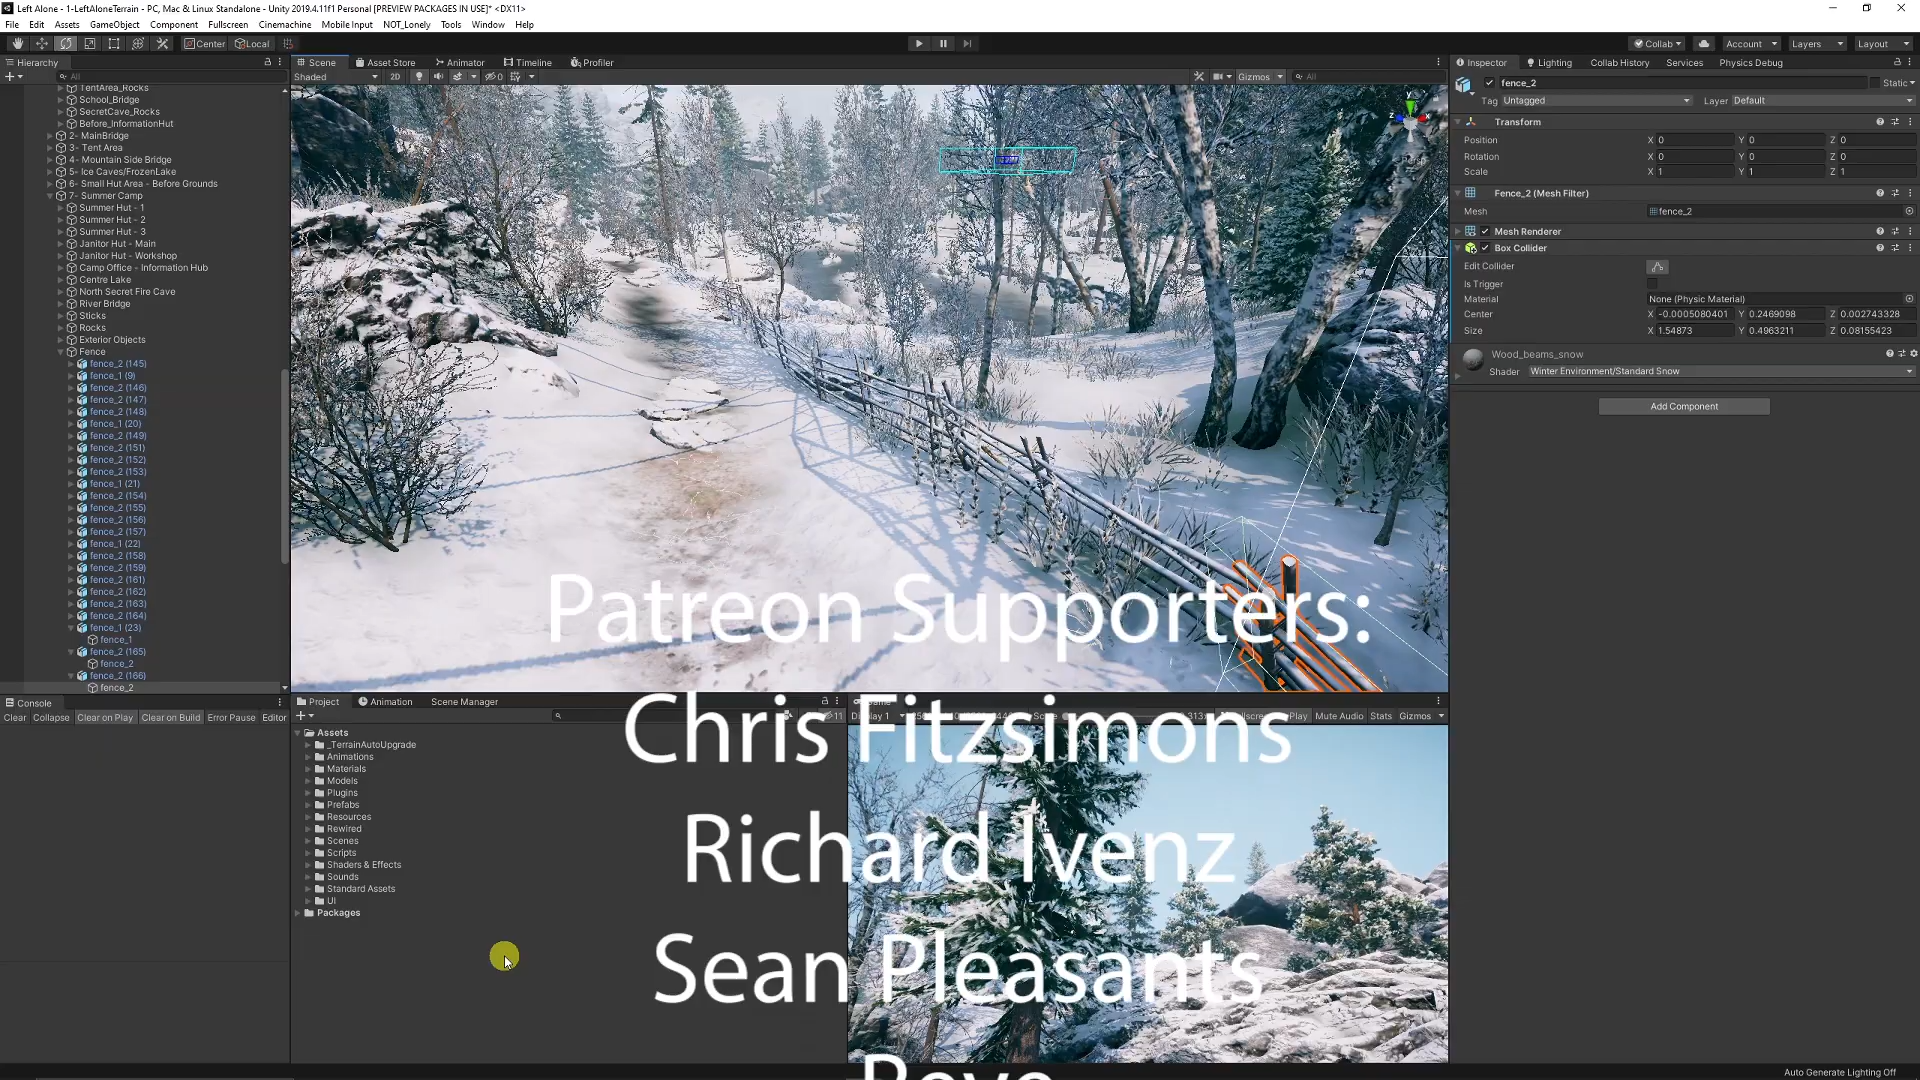 Left Alone - 1-LeftAloneTerrain - PC, Mac & Linux Standalone - Unity 2019.4.11f1 Personal [PREVIEW PACKAGES IN USE]* <DX11>
File Edit Assets GameObject Component Fullscreen Cinemachine Mobile Input NOT_Lonely Tools Window Help
Center Local
Collab Account Layers Layout
Hierarchy
All
TentArea_Rocks
School_Bridge
SecretCave_Rocks
Before_InformationHut
2- MainBridge
3- Tent Area
4- Mountain Side Bridge
5- Ice Caves/FrozenLake
6- Small Hut Area - Before Grounds
7- Summer Camp
Summer Hut - 1
Summer Hut - 2
Summer Hut - 3
Janitor Hut - Main
Janitor Hut - Workshop
Camp Office - Information Hub
Centre Lake
North Secret Fire Cave
River Bridge
Sticks
Rocks
Exterior Objects
Fence
fence_2 (145)
fence_1 (9)
fence_2 (146)
fence_2 (147)
fence_2 (148)
fence_1 (20)
fence_2 (149)
fence_2 (151)
fence_2 (152)
fence_2 (153)
fence_1 (21)
fence_2 (154)
fence_2 (155)
fence_2 (156)
fence_2 (157)
fence_1 (22)
fence_2 (158)
fence_2 (159)
fence_2 (161)
fence_2 (162)
fence_2 (163)
fence_2 (164)
fence_1 (23)
fence_1
fence_2 (165)
fence_2
fence_2 (166)
fence_2
Scene Asset Store Animator Timeline Profiler
Shaded 2D 0 Gizmos All
Inspector Lighting Collab History Services Physics Debug
fence_2 Static
Tag Untagged Layer Default
Transform
Position X 0 Y 0 Z 0
Rotation X 0 Y 0 Z 0
Scale X 1 Y 1 Z 1
Fence_2 (Mesh Filter)
Mesh fence_2
Mesh Renderer
Box Collider
Edit Collider
Is Trigger
Material None (Physic Material)
Center X -0.0005080401 Y 0.2469098 Z 0.002743328
Size X 1.54873 Y 0.4963211 Z 0.08155423
Wood_beams_snow
Shader Winter Environment/Standard Snow
Add Component
Console
Clear Collapse Clear on Play Clear on Build Error Pause Editor
Project Animation Scene Manager
11
Assets
_TerrainAutoUpgrade
Animations
Materials
Models
Plugins
Prefabs
Resources
Rewired
Scenes
Scripts
Shaders & Effects
Sounds
Standard Assets
UI
Packages
Display 1 Play Mute Audio Stats Gizmos
Patreon Supporters:
Chris Fitzsimons
Richard Ivenz
Sean Pleasants
Auto Generate Lighting Off